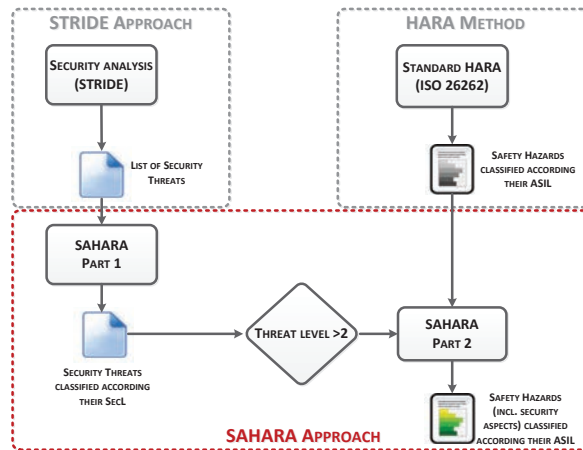 STRIDE APPROACH
HARA METHOD
SECURITY ANALYSIS
(STRIDE)
STANDARD HARA
(ISO 26262)
LIST OF SECURITY
THREATS
SAFETY HAZARDS
CLASSIFIED ACCORDING
THEIR ASIL
SAHARA
PART 1
THREAT LEVEL >2
SAHARA
PART 2
SECURITY THREATS
CLASSIFIED ACCORDING
THEIR SECL
SAFETY HAZARDS
(INCL. SECURITY
ASPECTS) CLASSIFIED
ACCORDING THEIR ASIL
SAHARA APPROACH